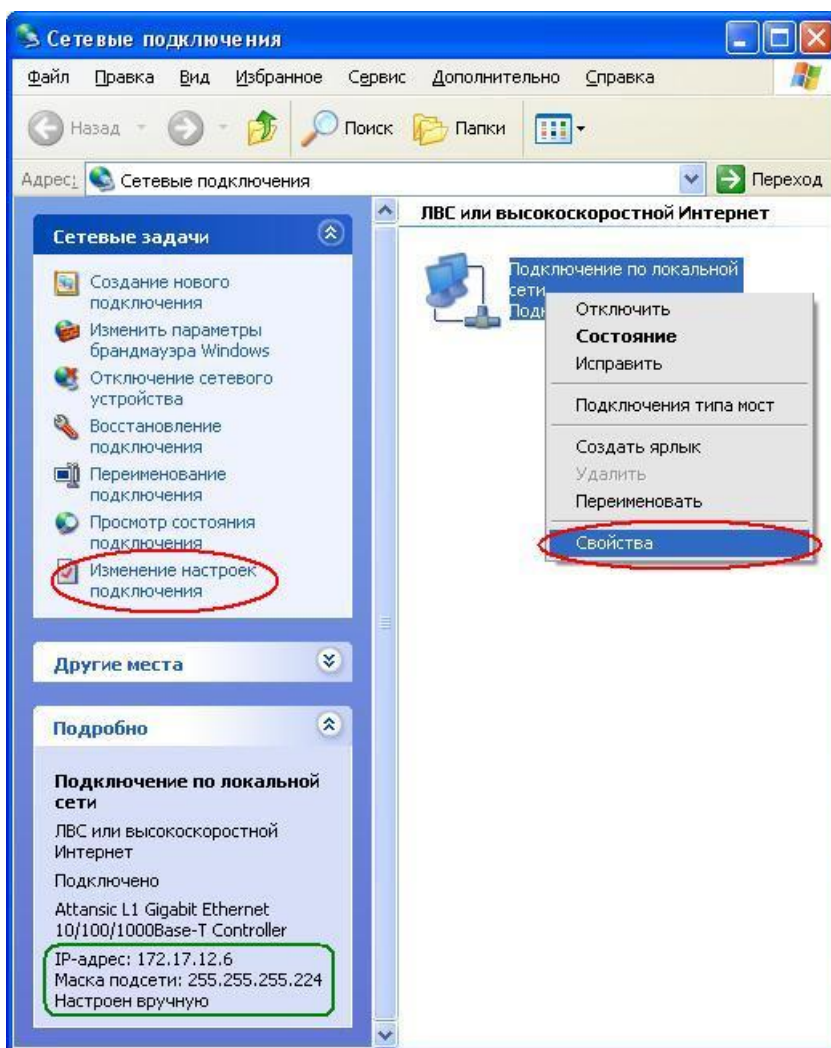 Сетевые подключения
Файл Правка Вид Избранное Сервис Дополнительно Справка
Назад Поиск Папки
Адрес: Сетевые подключения Переход
Сетевые задачи
Создание нового
подключения
Изменить параметры
брандмауэра Windows
Отключение сетевого
устройства
Восстановление
подключения
Переименование
подключения
Просмотр состояния
подключения
Изменение настроек
подключения
Другие места
Подробно
Подключение по локальной
сети
ЛВС или высокоскоростной
Интернет
Подключено
Attansic L1 Gigabit Ethernet
10/100/1000Base-T Controller
IP-адрес: 172.17.12.6
Маска подсети: 255.255.255.224
Настроен вручную
ЛВС или высокоскоростной Интернет
Подключение по локальной
сети
Отключить
Состояние
Исправить
Подключения типа мост
Создать ярлык
Удалить
Переименовать
Свойства